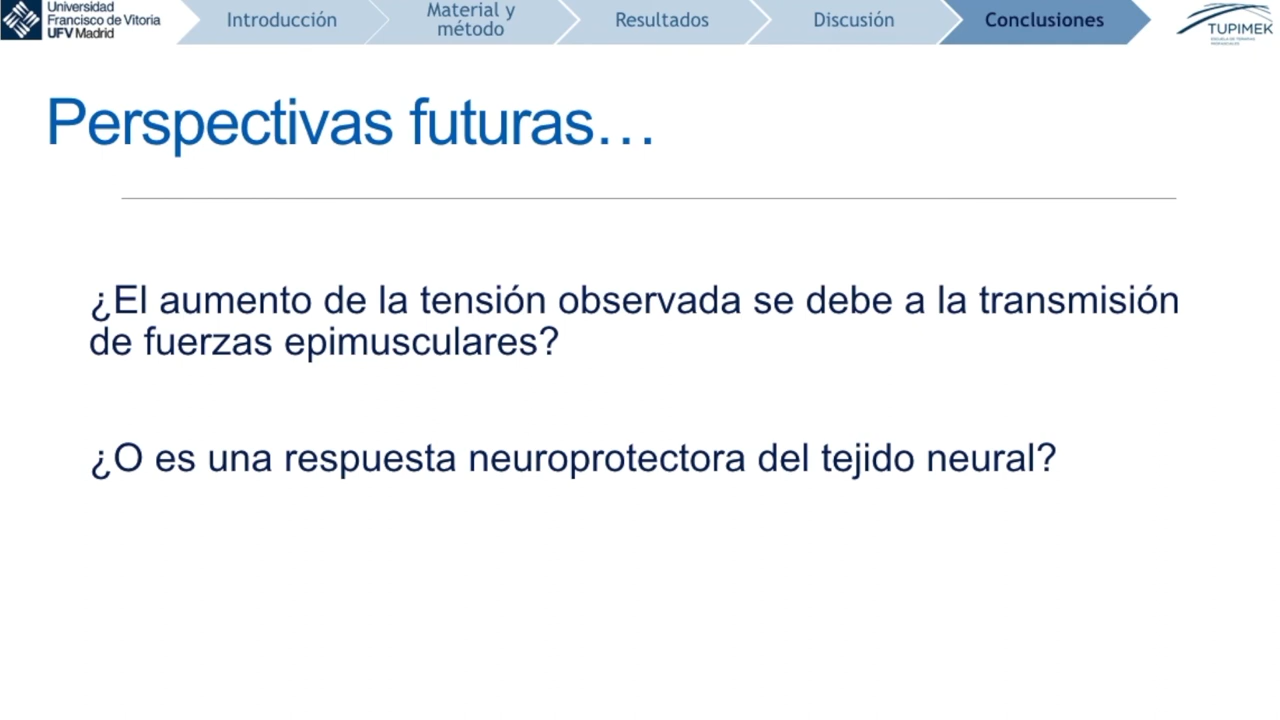 Universidad
Francisco de Vitoria
UFV Madrid
Introducción
Material y
método
Resultados
Discusión
Conclusiones
TUPIMEK
Perspectivas futuras…
¿El aumento de la tensión observada se debe a la transmisión
de fuerzas epimusculares?
¿O es una respuesta neuroprotectora del tejido neural?